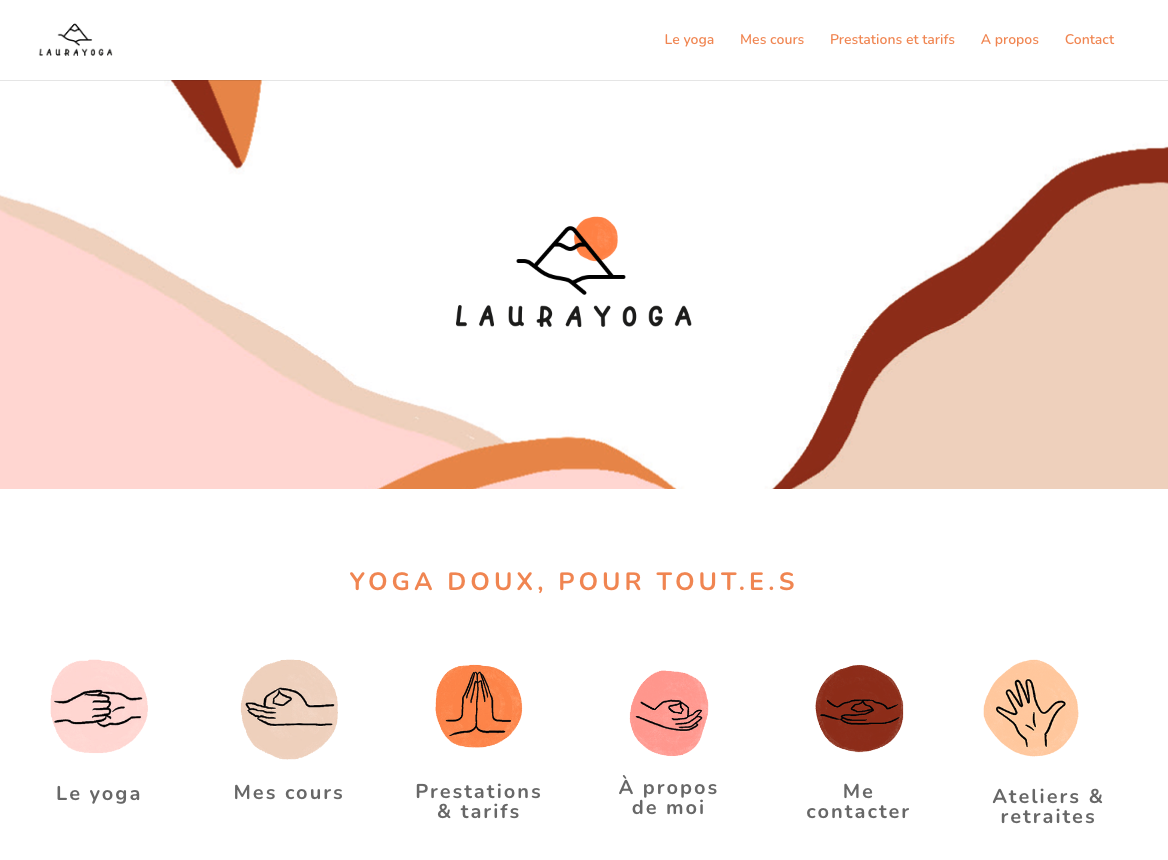 LAURAYOGA
Le yoga
Mes cours
Prestations et tarifs
A propos
Contact
LAURAYOGA
YOGA DOUX, POUR TOUT.E.S
Le yoga
Mes cours
Prestations
& tarifs
À propos
de moi
Me
contacter
Ateliers &
retraites